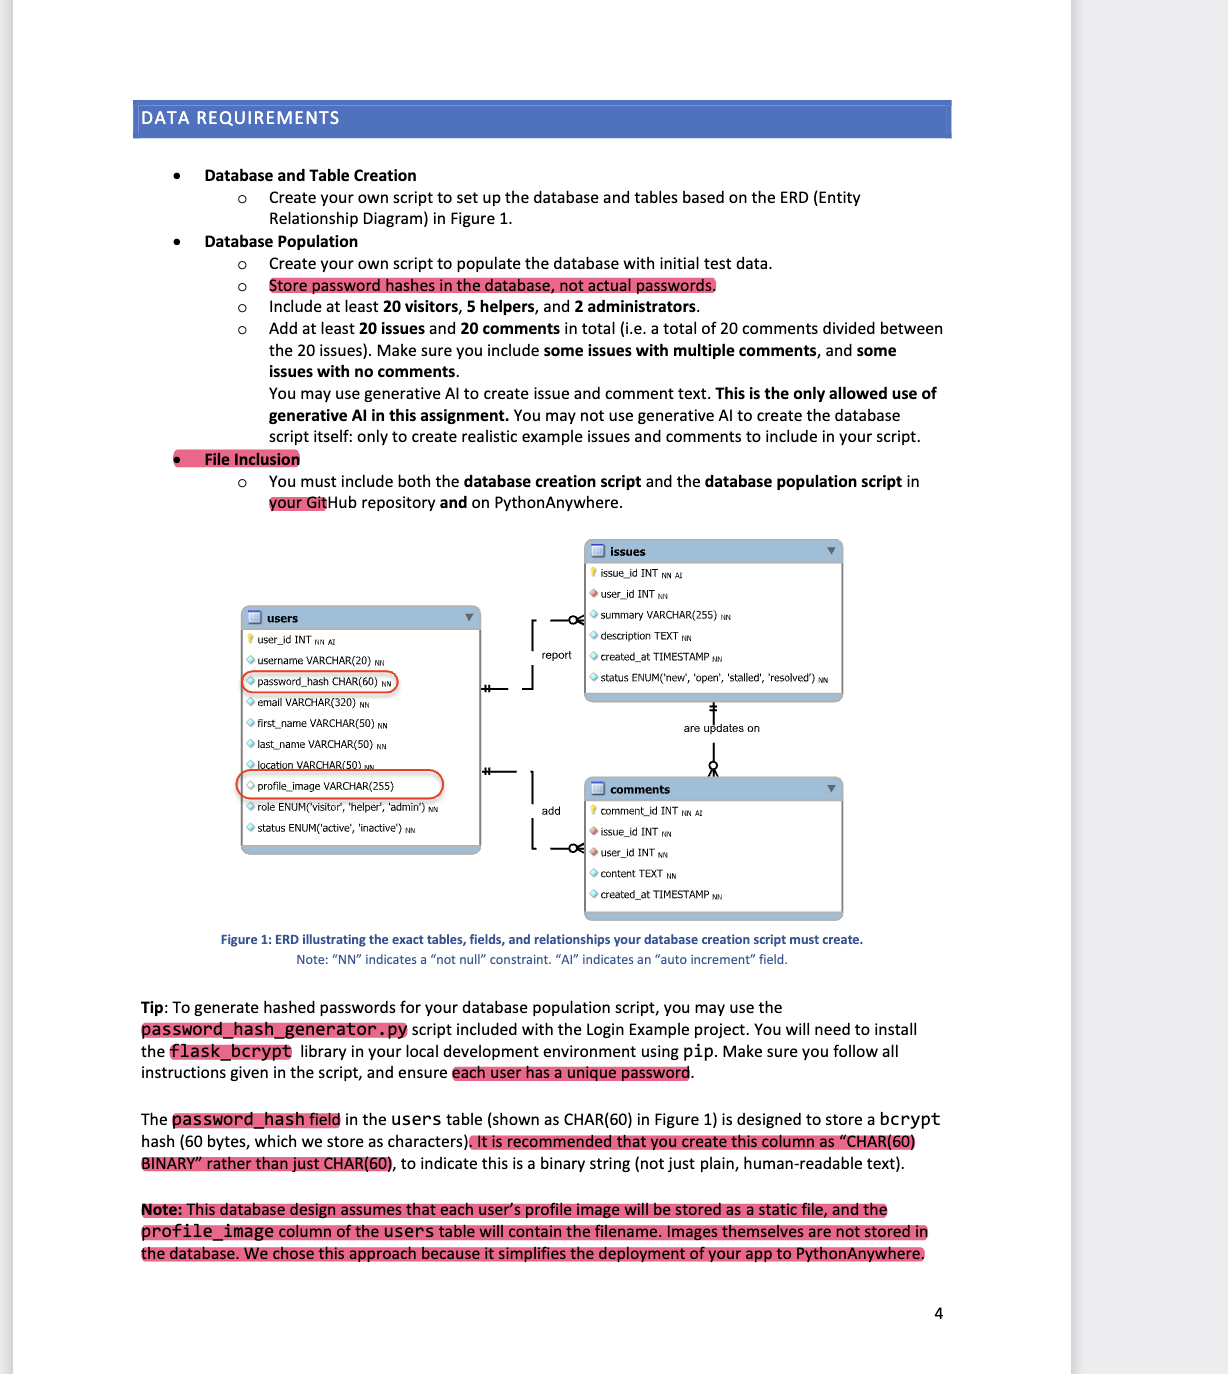 DATA REQUIREMENTS
• Database and Table Creation
o Create your own script to set up the database and tables based on the ERD (Entity
Relationship Diagram) in Figure 1.
• Database Population
o Create your own script to populate the database with initial test data.
o Store password hashes in the database, not actual passwords.
o Include at least 20 visitors, 5 helpers, and 2 administrators.
o Add at least 20 issues and 20 comments in total (i.e. a total of 20 comments divided between
the 20 issues). Make sure you include some issues with multiple comments, and some
issues with no comments.
You may use generative AI to create issue and comment text. This is the only allowed use of
generative AI in this assignment. You may not use generative AI to create the database
script itself: only to create realistic example issues and comments to include in your script.
• File Inclusion
o You must include both the database creation script and the database population script in
your GitHub repository and on PythonAnywhere.
users
user_id INT NN AI
username VARCHAR(20) NN
password_hash CHAR(60) NN
email VARCHAR(320) NN
first_name VARCHAR(50) NN
last_name VARCHAR(50) NN
location VARCHAR(50) NN
profile_image VARCHAR(255)
role ENUM('visitor', 'helper', 'admin') NN
status ENUM('active', 'inactive') NN
report
add
issues
issue_id INT NN AI
user_id INT NN
summary VARCHAR(255) NN
description TEXT NN
created_at TIMESTAMP NN
status ENUM('new', 'open', 'stalled', 'resolved') NN
are updates on
comments
comment_id INT NN AI
issue_id INT NN
user_id INT NN
content TEXT NN
created_at TIMESTAMP NN
Figure 1: ERD illustrating the exact tables, fields, and relationships your database creation script must create.
Note: “NN” indicates a “not null” constraint. “AI” indicates an “auto increment” field.
Tip: To generate hashed passwords for your database population script, you may use the
password_hash_generator.py script included with the Login Example project. You will need to install
the flask_bcrypt library in your local development environment using pip. Make sure you follow all
instructions given in the script, and ensure each user has a unique password.
The password_hash field in the users table (shown as CHAR(60) in Figure 1) is designed to store a bcrypt
hash (60 bytes, which we store as characters). It is recommended that you create this column as “CHAR(60)
BINARY” rather than just CHAR(60), to indicate this is a binary string (not just plain, human-readable text).
Note: This database design assumes that each user’s profile image will be stored as a static file, and the
profile_image column of the users table will contain the filename. Images themselves are not stored in
the database. We chose this approach because it simplifies the deployment of your app to PythonAnywhere.
4